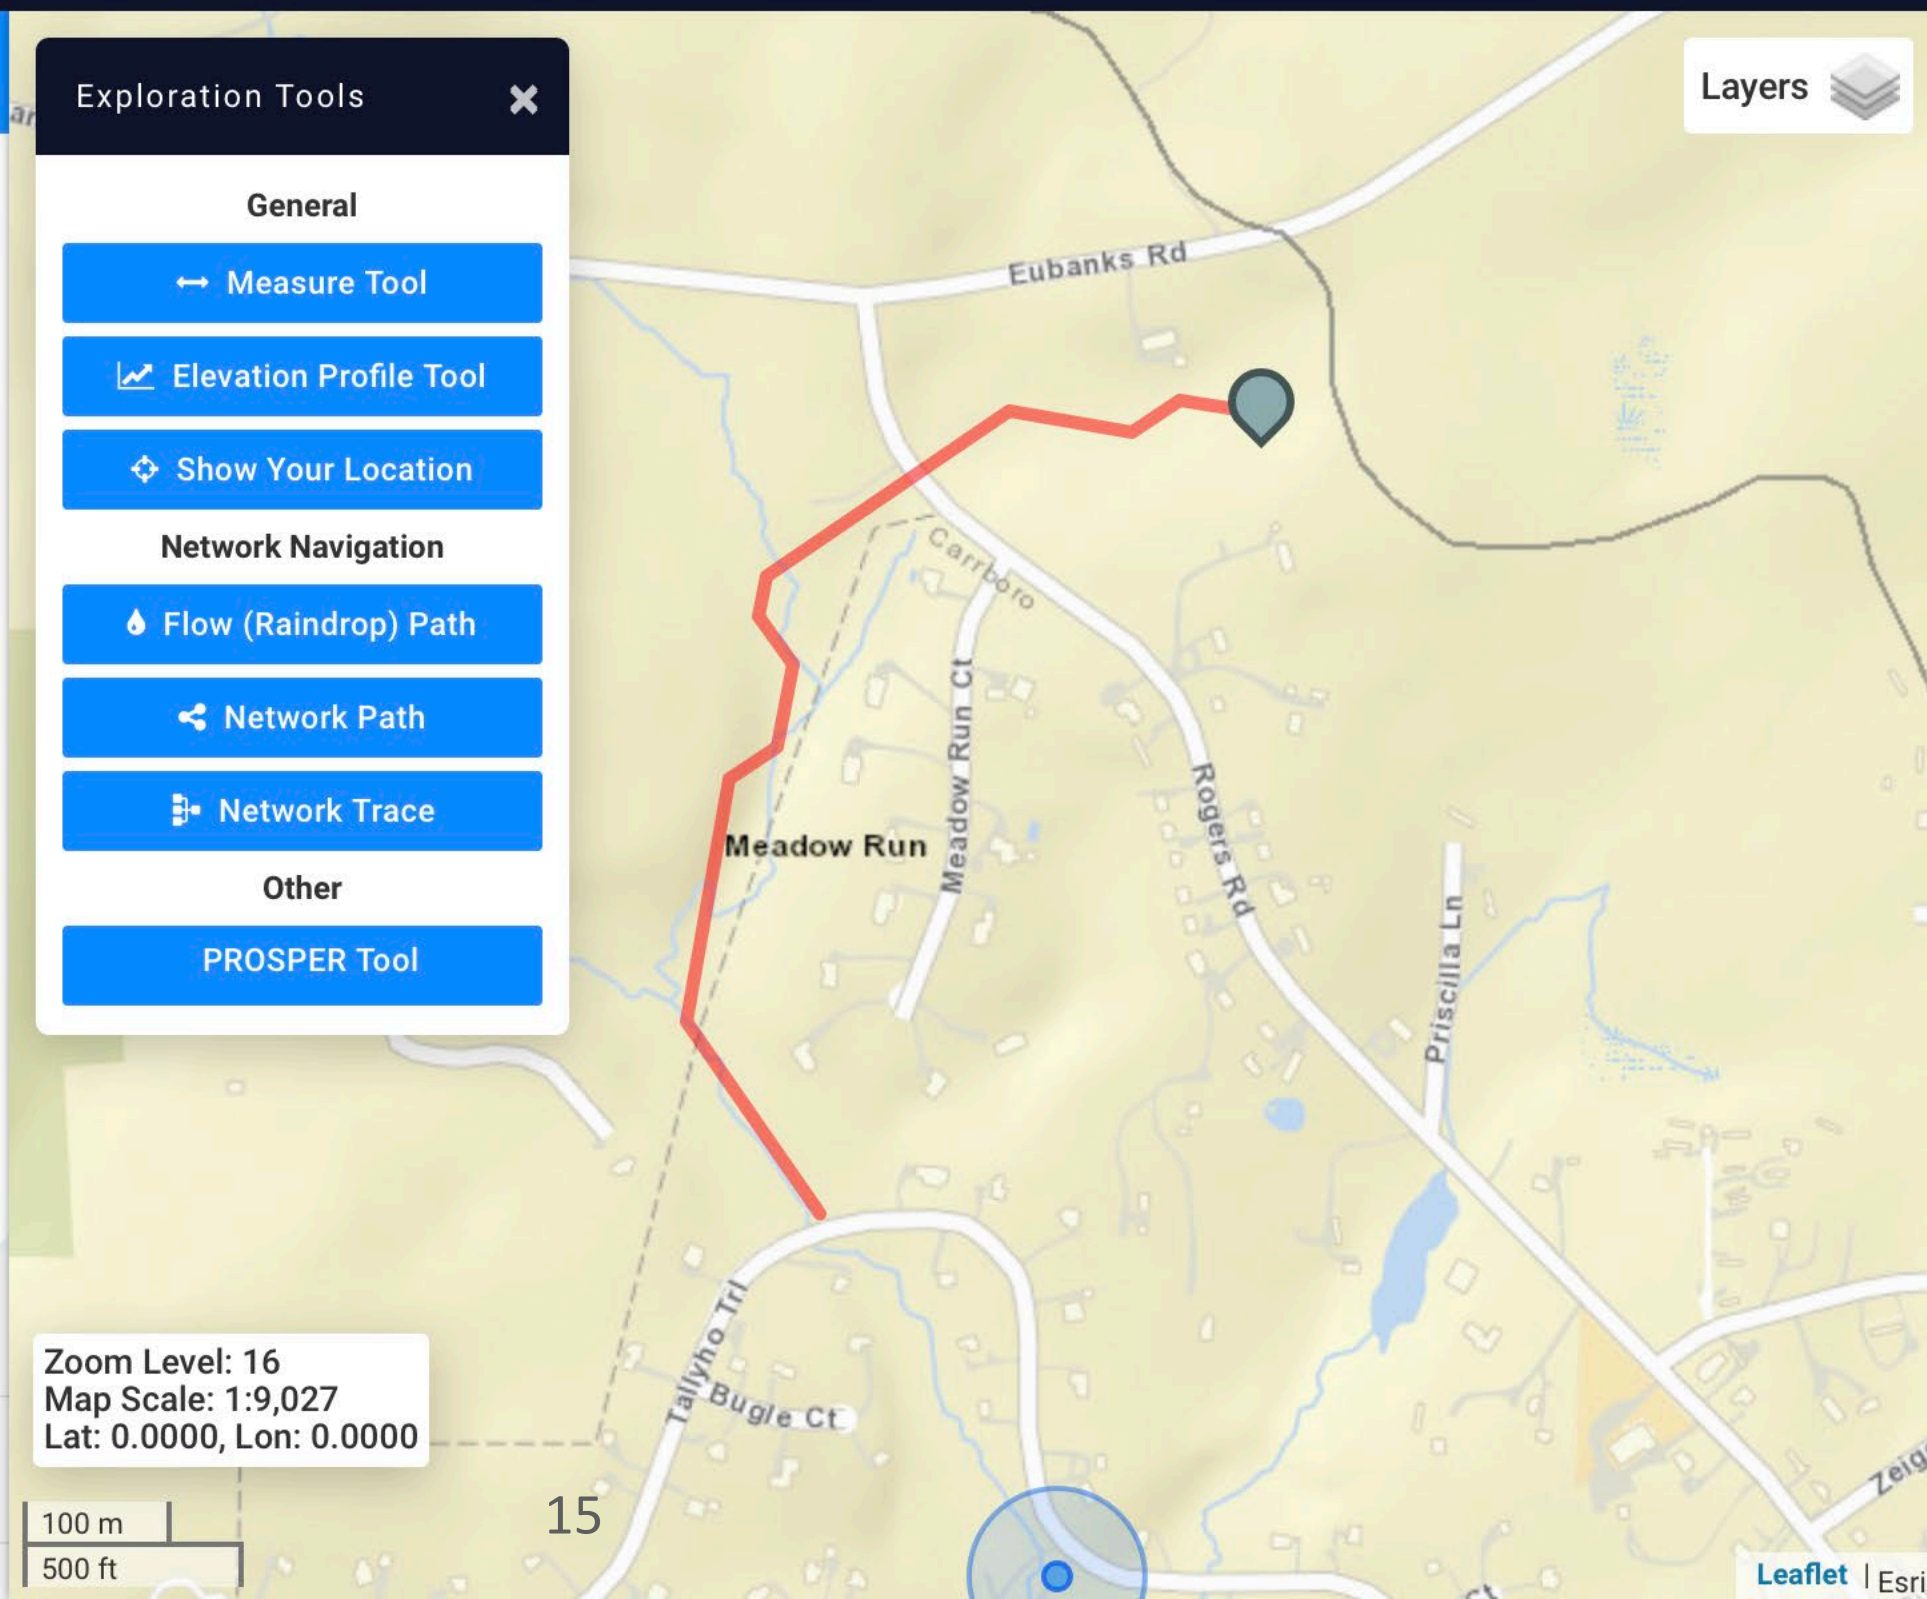 Exploration Tools
General
Measure Tool
Elevation Profile Tool
Show Your Location
Network Navigation
Flow (Raindrop) Path
Network Path
Network Trace
Other
PROSPER Tool
Layers
Eubanks Rd
Carrboro
Meadow Run Ct
Meadow Run
Rogers Rd
Priscilla Ln
Tallyho Trl
Bugle Ct
Zoom Level: 16
Map Scale: 1:9,027
Lat: 0.0000, Lon: 0.0000
15
100 m
500 ft
Leaflet | Esri